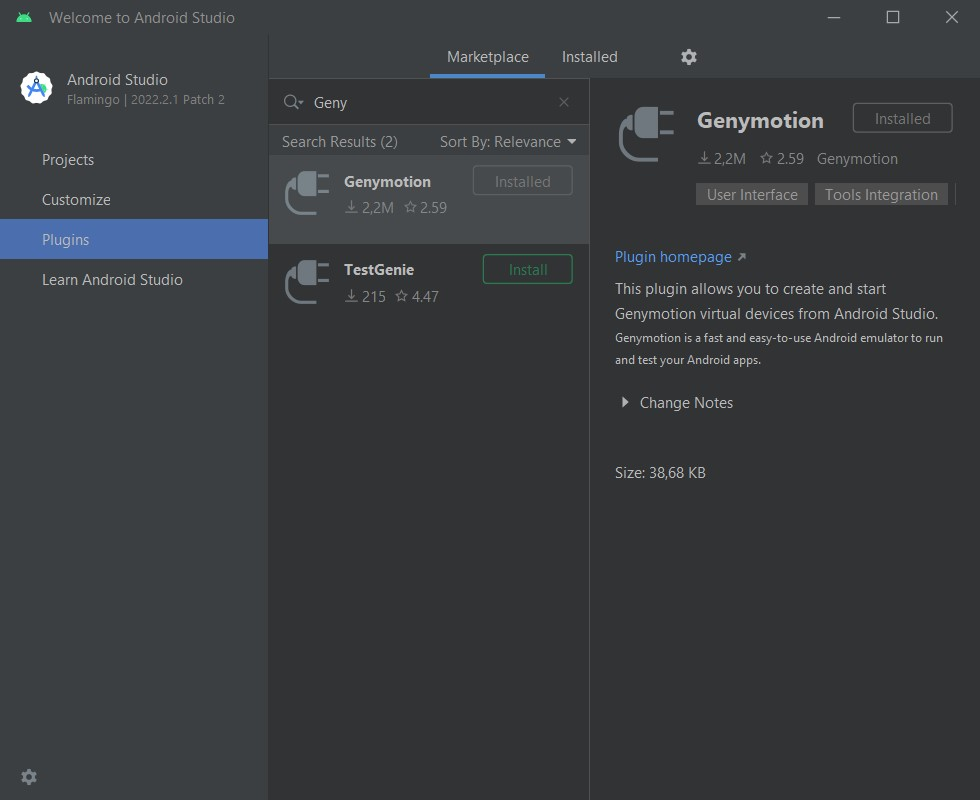 Welcome to Android Studio
Android Studio
Flamingo | 2022.2.1 Patch 2
Projects
Customize
Plugins
Learn Android Studio
Marketplace
Installed
Geny
Search Results (2)
Sort By: Relevance
Genymotion
Installed
2,2M
2.59
TestGenie
Install
215
4.47
Genymotion
Installed
2,2M
2.59
Genymotion
User Interface
Tools Integration
Plugin homepage
This plugin allows you to create and start
Genymotion virtual devices from Android Studio.
Genymotion is a fast and easy-to-use Android emulator to run
and test your Android apps.
Change Notes
Size: 38,68 KB